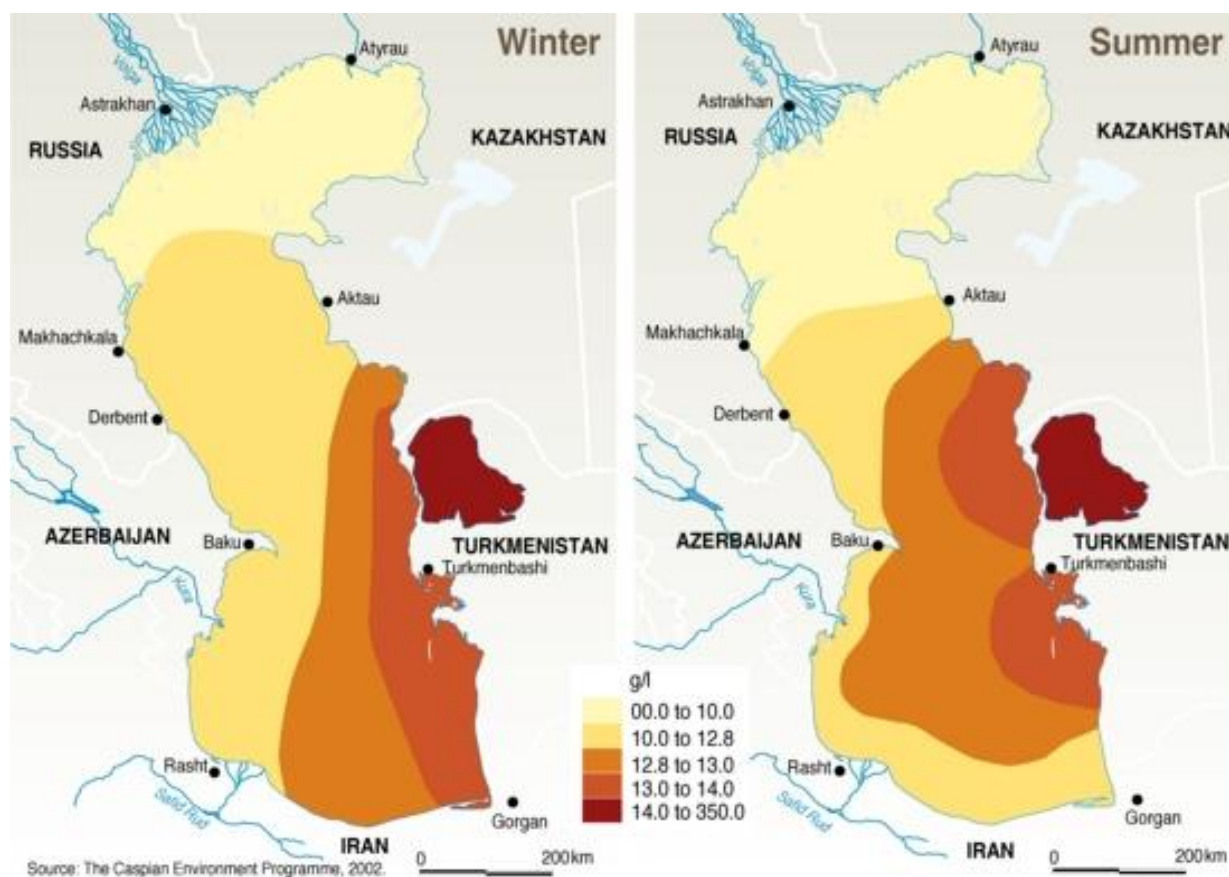 Winter
Atyrau
Volga
Astrakhan
RUSSIA
KAZAKHSTAN
Aktau
Makhachkala
Derbent
AZERBAIJAN
Baku
TURKMENISTAN
Turkmenbashi
Kura
Rasht
Safid Rud
Gorgan
IRAN
0 200km
Source: The Caspian Environment Programme, 2002.
g/l
00.0 to 10.0
10.0 to 12.8
12.8 to 13.0
13.0 to 14.0
14.0 to 350.0
Summer
Atyrau
Volga
Astrakhan
RUSSIA
KAZAKHSTAN
Aktau
Makhachkala
Derbent
AZERBAIJAN
Baku
TURKMENISTAN
Turkmenbashi
Kura
Rasht
Safid Rud
Gorgan
IRAN
0 200km